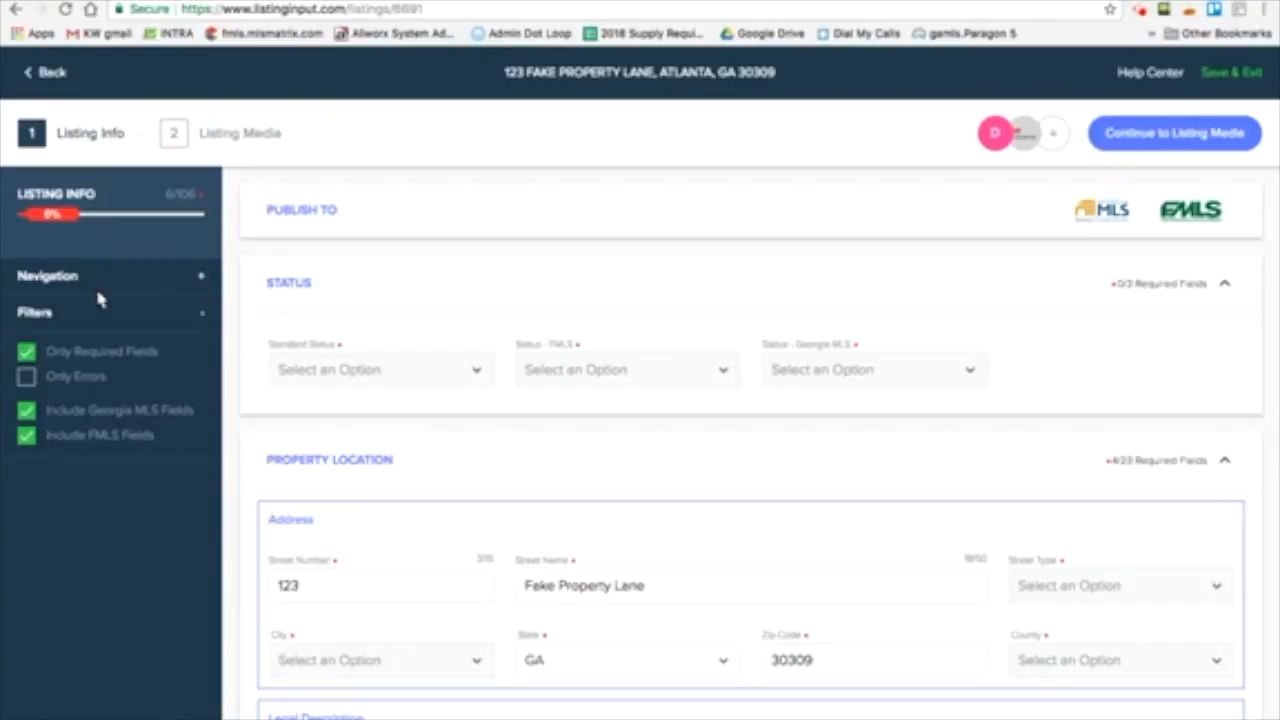 Secure https://www.listinginput.com/listings/6691
Apps KW gmail INTRA fmls.mlsmatrix.com Allworx System Ad... Admin Dot Loop 2018 Supply Requi... Google Drive Dial My Calls gamls.Paragon 5 » Other Bookmarks
Back 123 FAKE PROPERTY LANE, ATLANTA, GA 30309 Help Center Save & Exit
1 Listing Info 2 Listing Media D + Continue to Listing Media
LISTING INFO 6/106
6%
PUBLISH TO MLS FMLS
Navigation +
Filters -
Only Required Fields
Only Errors
Include Georgia MLS Fields
Include FMLS Fields
STATUS 0/3 Required Fields
Standard Status Status - FMLS Status - Georgia MLS
Select an Option Select an Option Select an Option
PROPERTY LOCATION 4/23 Required Fields
Address
Street Number 3/15 Street Name 18/50 Street Type
123 Fake Property Lane Select an Option
City State Zip Code County
Select an Option GA 30309 Select an Option
Legal Description